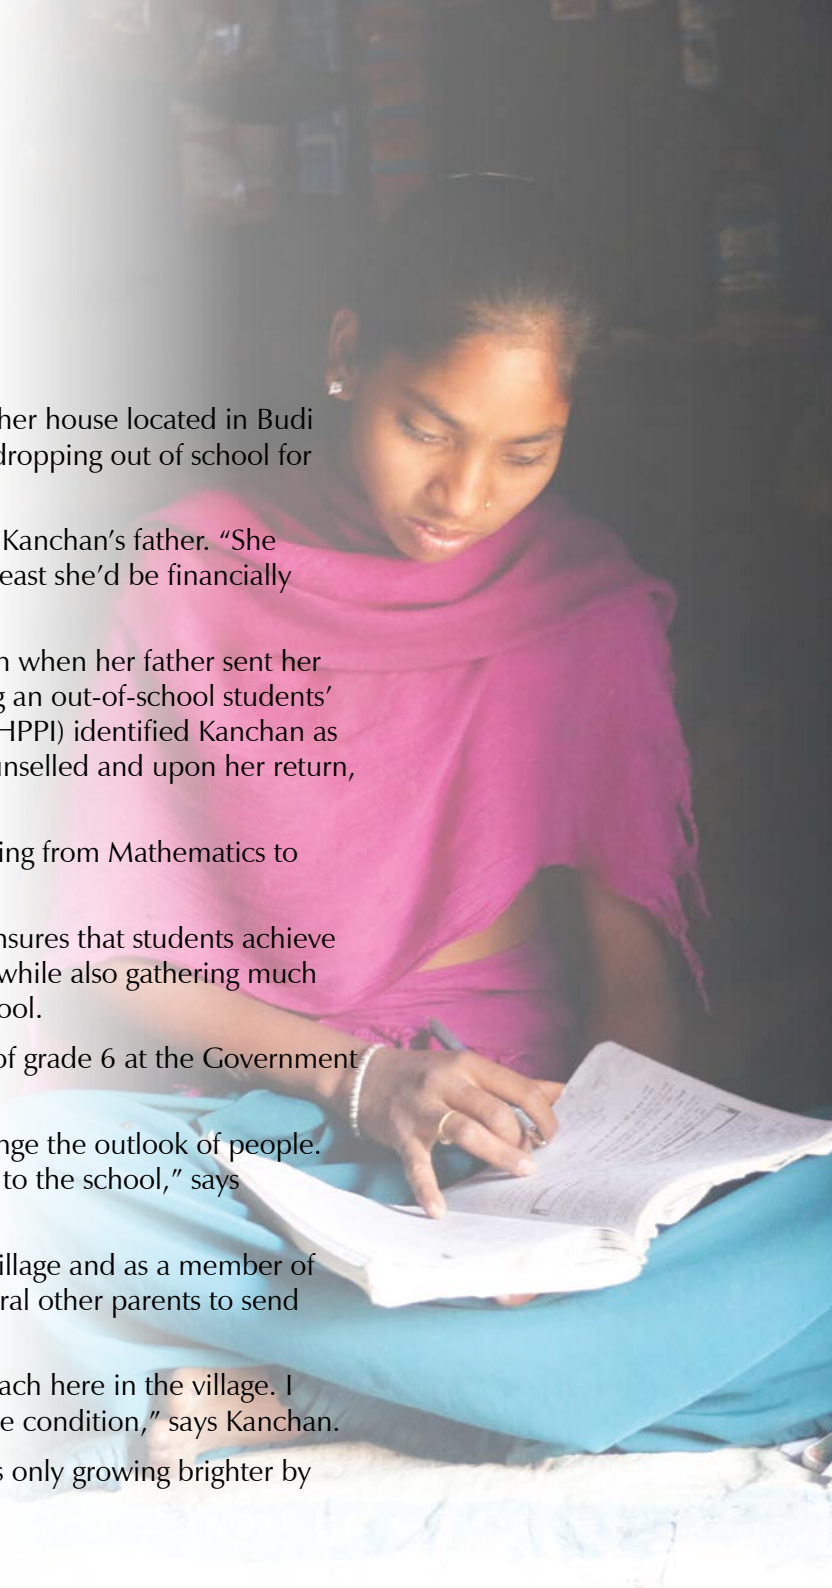 her house located in Budi
dropping out of school for
Kanchan’s father. “She
east she’d be financially
n when her father sent her
g an out-of-school students’
HPPI) identified Kanchan as
unselled and upon her return,
ing from Mathematics to
nsures that students achieve
while also gathering much
ool.
of grade 6 at the Government
nge the outlook of people.
to the school,” says
illage and as a member of
ral other parents to send
ach here in the village. I
e condition,” says Kanchan.
s only growing brighter by